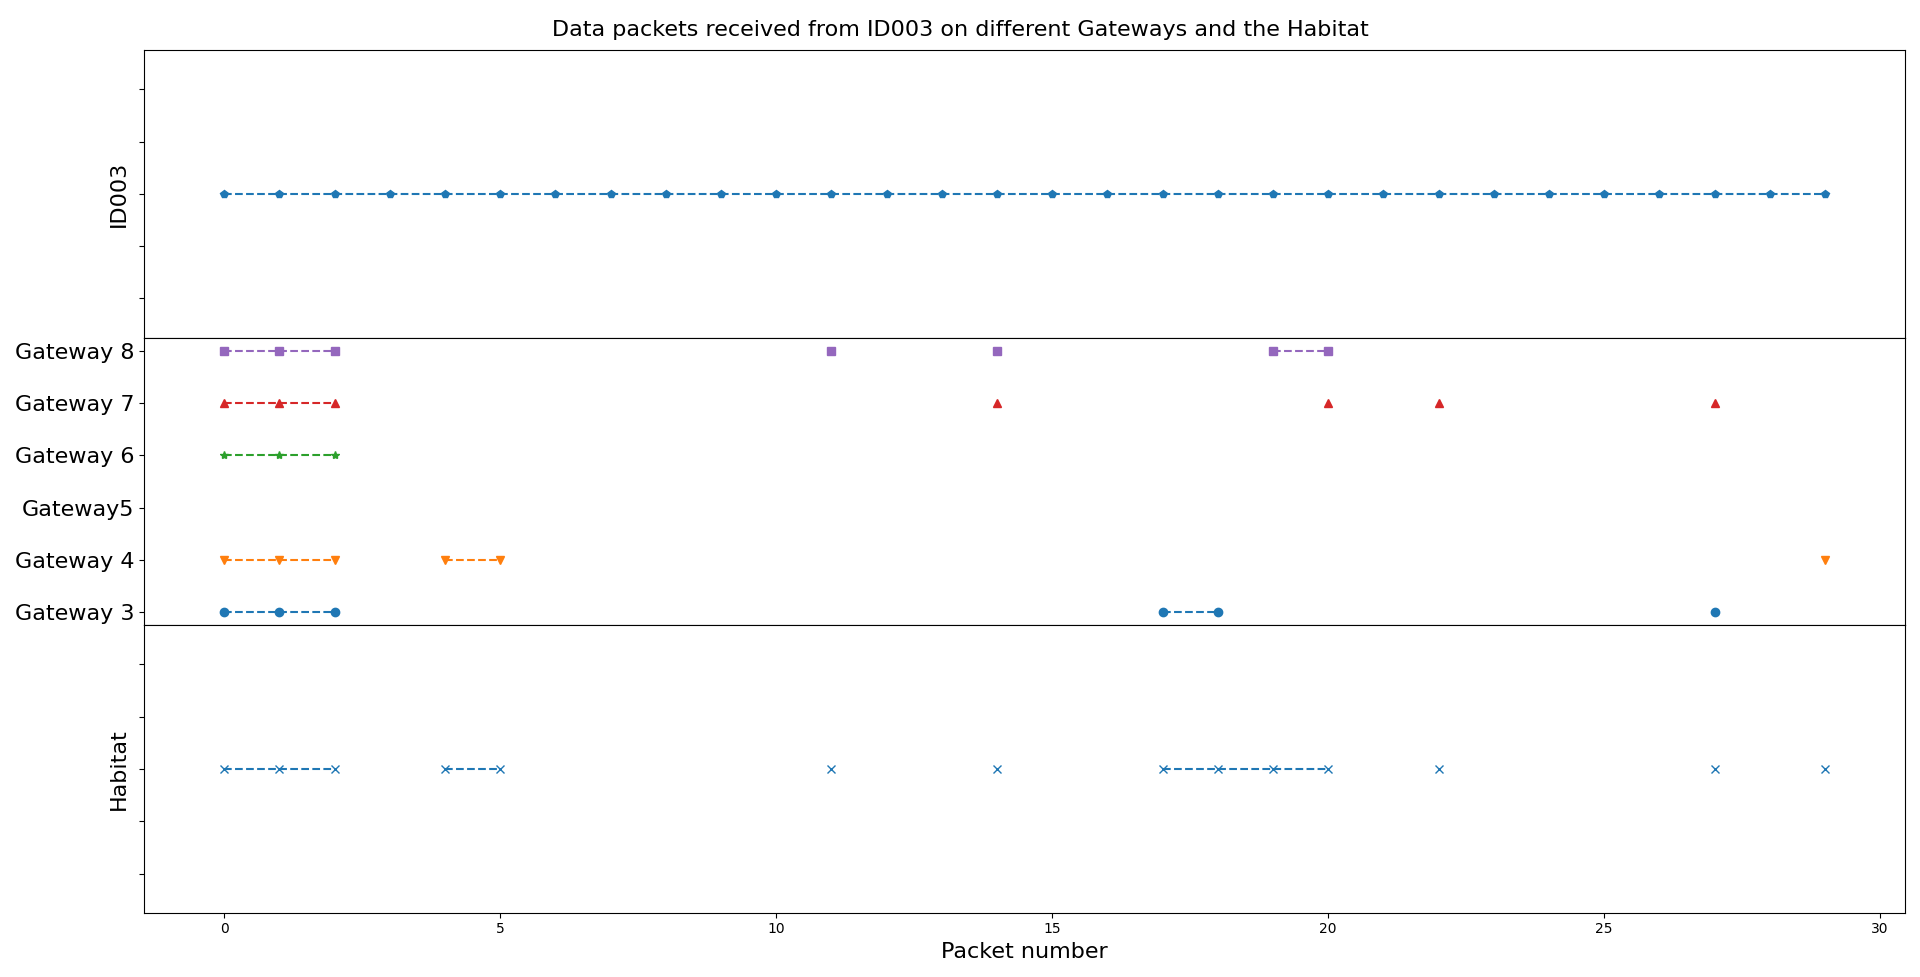 Data packets received from ID003 on different Gateways and the Habitat
ID003
Gateway 8
Gateway 7
Gateway 6
Gateway5
Gateway 4
Gateway 3
Habitat
0 5 10 15 20 25 30
Packet number